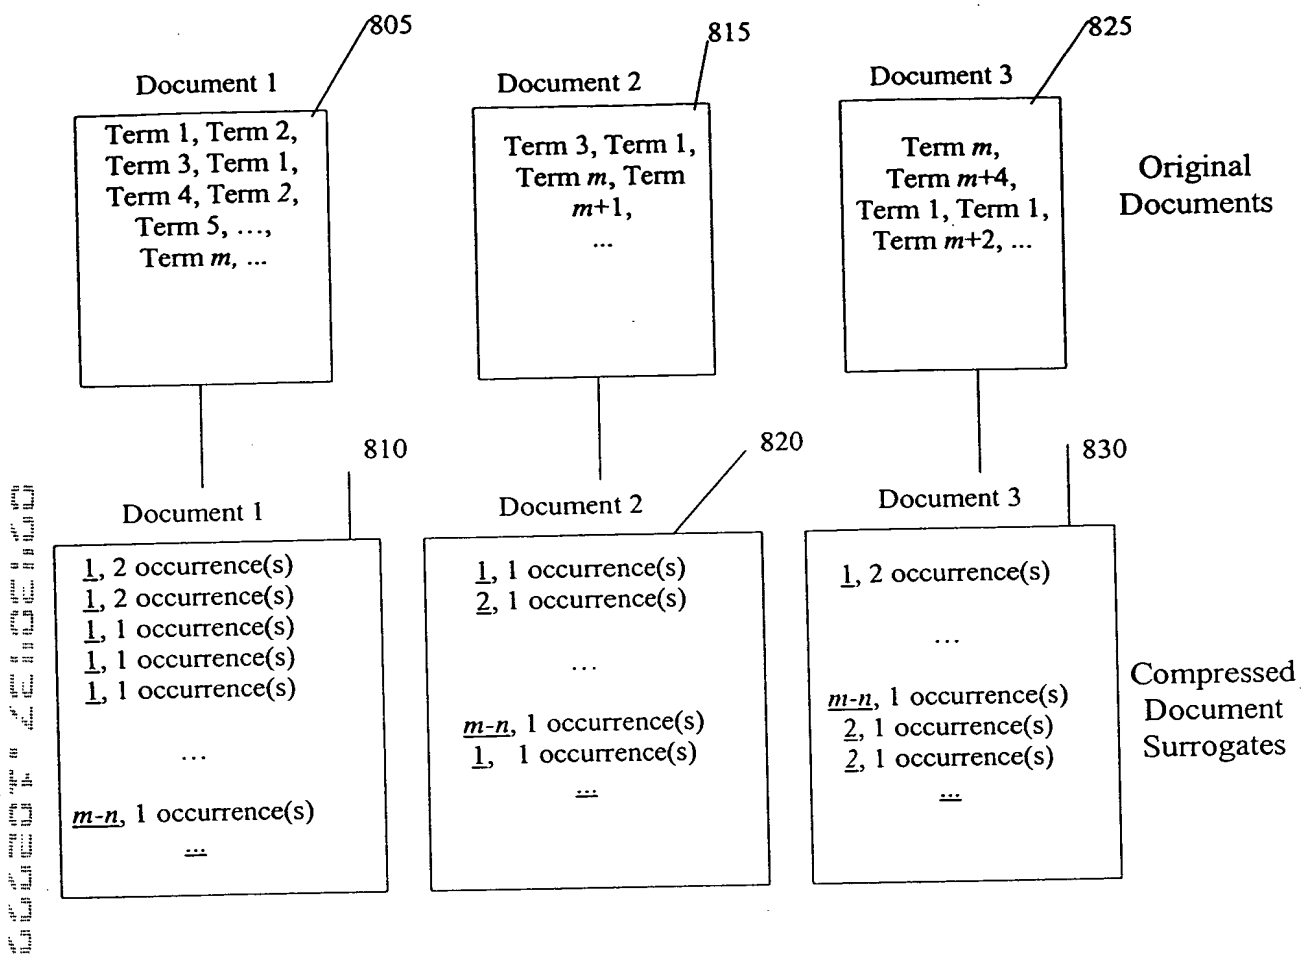 805
815
825
Document 1
Document 2
Document 3
Term 1, Term 2,
Term 3, Term 1,
Term 4, Term 2,
Term 5, ...,
Term m, ...
Term 3, Term 1,
Term m, Term
m+1,
...
Term m,
Term m+4,
Term 1, Term 1,
Term m+2, ...
Original
Documents
810
820
830
Document 1
Document 2
Document 3
1, 2 occurrence(s)
1, 2 occurrence(s)
1, 1 occurrence(s)
1, 1 occurrence(s)
1, 1 occurrence(s)
...
m-n, 1 occurrence(s)
...
1, 1 occurrence(s)
2, 1 occurrence(s)
...
m-n, 1 occurrence(s)
1, 1 occurrence(s)
...
1, 2 occurrence(s)
...
m-n, 1 occurrence(s)
2, 1 occurrence(s)
2, 1 occurrence(s)
...
Compressed
Document
Surrogates